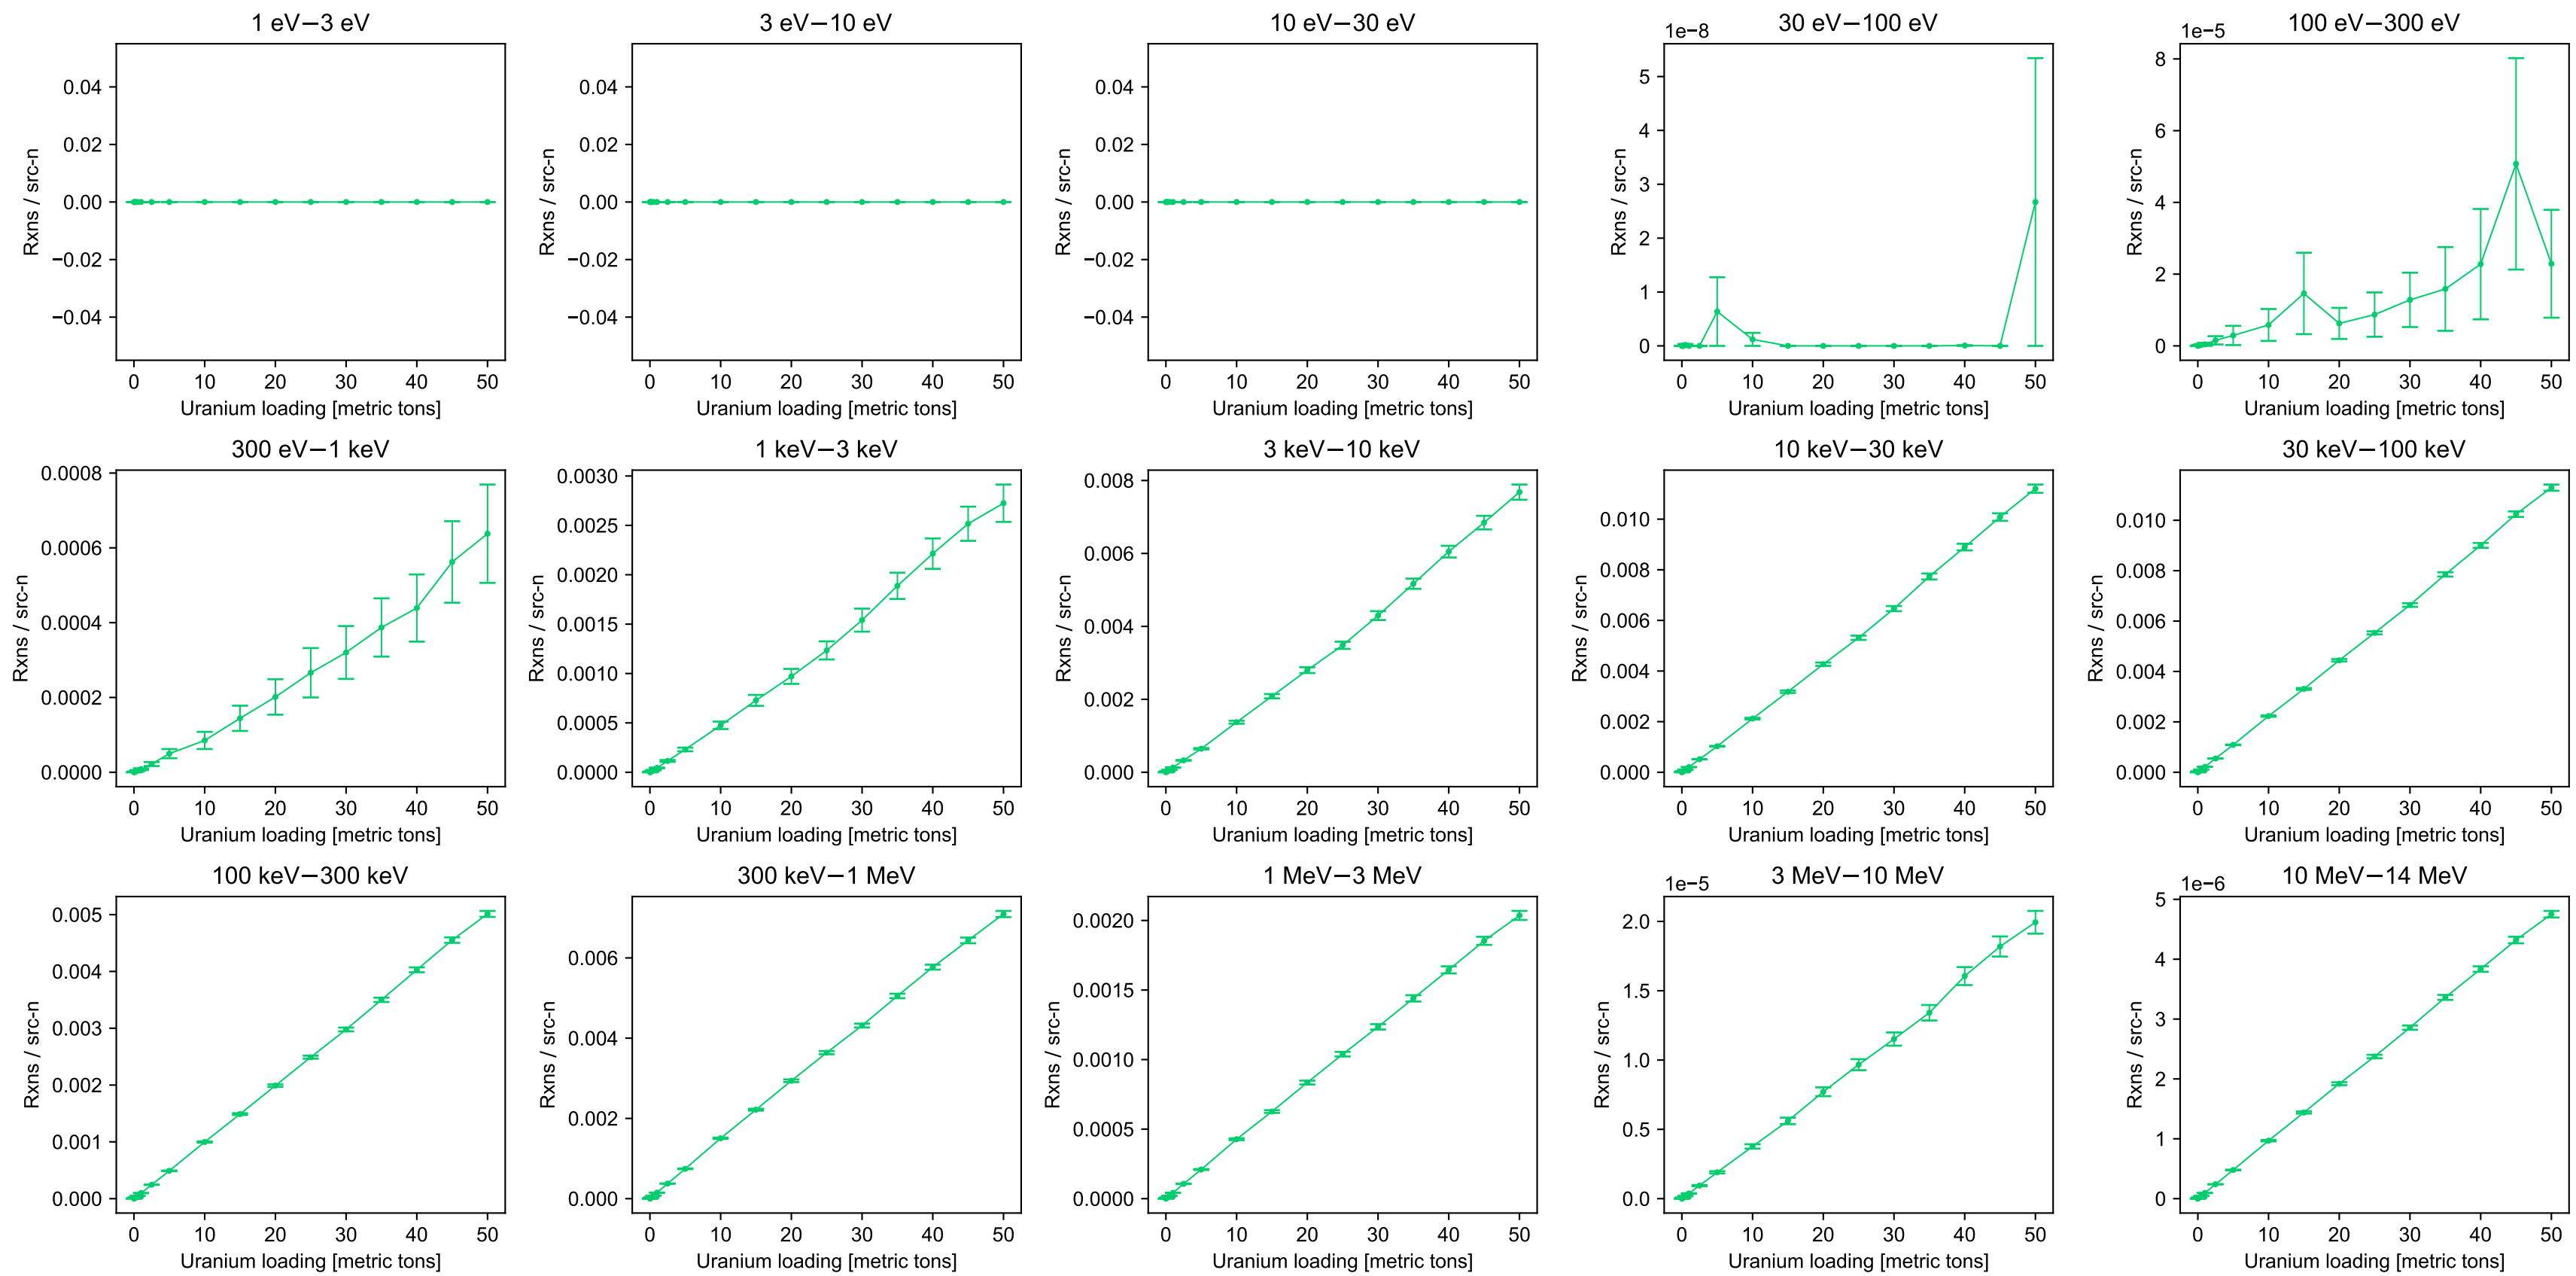 1 eV−3 eV
0.04
0.02
0.00
−0.02
−0.04
Rxns / src-n
0 10 20 30 40 50
Uranium loading [metric tons]
3 eV−10 eV
0.04
0.02
0.00
−0.02
−0.04
Rxns / src-n
0 10 20 30 40 50
Uranium loading [metric tons]
10 eV−30 eV
0.04
0.02
0.00
−0.02
−0.04
Rxns / src-n
0 10 20 30 40 50
Uranium loading [metric tons]
30 eV−100 eV
1e−8
5
4
3
2
1
0
Rxns / src-n
0 10 20 30 40 50
Uranium loading [metric tons]
100 eV−300 eV
1e−5
8
6
4
2
0
Rxns / src-n
0 10 20 30 40 50
Uranium loading [metric tons]
300 eV−1 keV
0.0008
0.0006
0.0004
0.0002
0.0000
Rxns / src-n
0 10 20 30 40 50
Uranium loading [metric tons]
1 keV−3 keV
0.0030
0.0025
0.0020
0.0015
0.0010
0.0005
0.0000
Rxns / src-n
0 10 20 30 40 50
Uranium loading [metric tons]
3 keV−10 keV
0.008
0.006
0.004
0.002
0.000
Rxns / src-n
0 10 20 30 40 50
Uranium loading [metric tons]
10 keV−30 keV
0.010
0.008
0.006
0.004
0.002
0.000
Rxns / src-n
0 10 20 30 40 50
Uranium loading [metric tons]
30 keV−100 keV
0.010
0.008
0.006
0.004
0.002
0.000
Rxns / src-n
0 10 20 30 40 50
Uranium loading [metric tons]
100 keV−300 keV
0.005
0.004
0.003
0.002
0.001
0.000
Rxns / src-n
0 10 20 30 40 50
Uranium loading [metric tons]
300 keV−1 MeV
0.006
0.004
0.002
0.000
Rxns / src-n
0 10 20 30 40 50
Uranium loading [metric tons]
1 MeV−3 MeV
0.0020
0.0015
0.0010
0.0005
0.0000
Rxns / src-n
0 10 20 30 40 50
Uranium loading [metric tons]
3 MeV−10 MeV
1e−5
2.0
1.5
1.0
0.5
0.0
Rxns / src-n
0 10 20 30 40 50
Uranium loading [metric tons]
10 MeV−14 MeV
1e−6
5
4
3
2
1
0
Rxns / src-n
0 10 20 30 40 50
Uranium loading [metric tons]